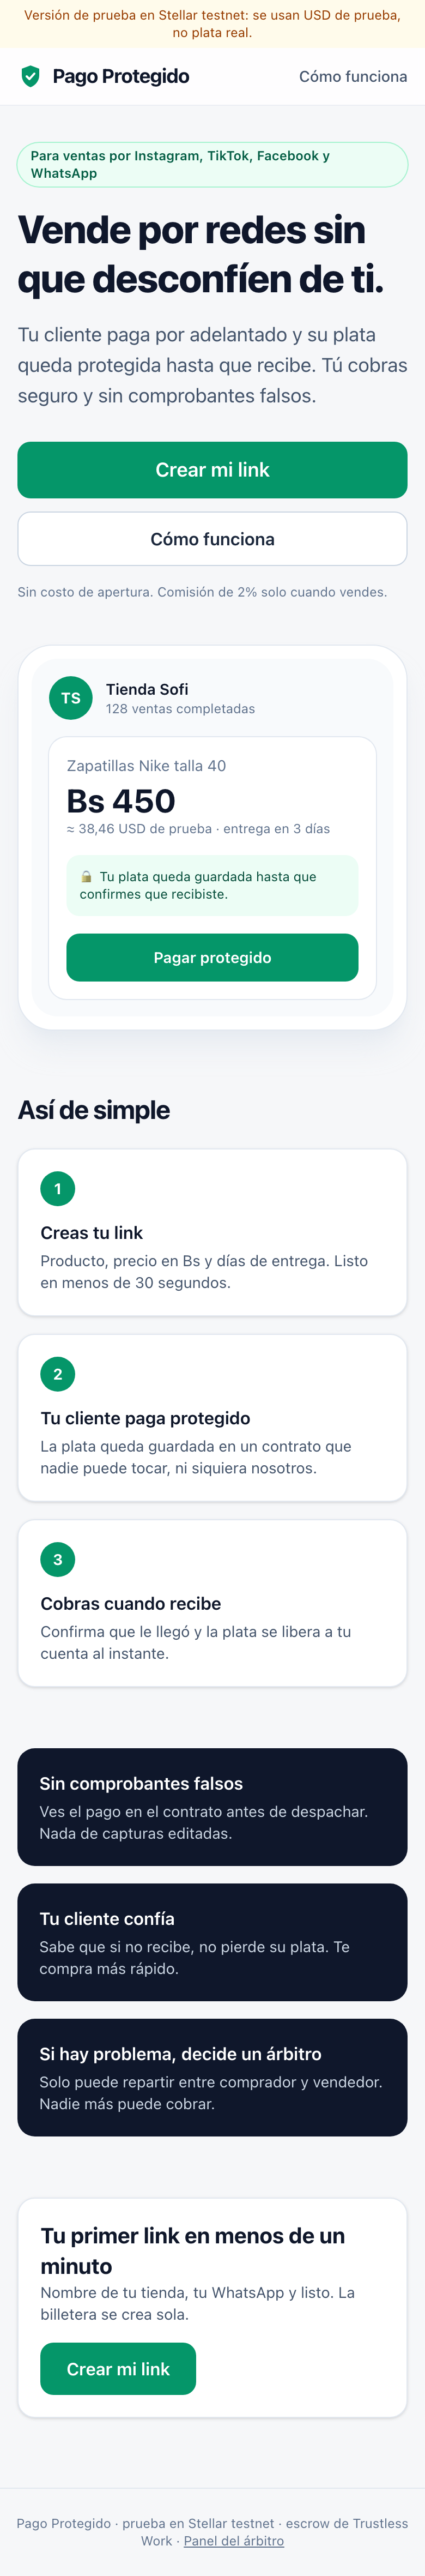 Versión de prueba en Stellar testnet: se usan USD de prueba,
no plata real.
Pago Protegido
Cómo funciona
Para ventas por Instagram, TikTok, Facebook y
WhatsApp
Vende por redes sin
que desconfíen de ti.
Tu cliente paga por adelantado y su plata
queda protegida hasta que recibe. Tú cobras
seguro y sin comprobantes falsos.
Crear mi link
Cómo funciona
Sin costo de apertura. Comisión de 2% solo cuando vendes.
TS
Tienda Sofi
128 ventas completadas
Zapatillas Nike talla 40
Bs 450
≈ 38,46 USD de prueba · entrega en 3 días
🔒 Tu plata queda guardada hasta que
confirmes que recibiste.
Pagar protegido
Así de simple
1
Creas tu link
Producto, precio en Bs y días de entrega. Listo
en menos de 30 segundos.
2
Tu cliente paga protegido
La plata queda guardada en un contrato que
nadie puede tocar, ni siquiera nosotros.
3
Cobras cuando recibe
Confirma que le llegó y la plata se libera a tu
cuenta al instante.
Sin comprobantes falsos
Ves el pago en el contrato antes de despachar.
Nada de capturas editadas.
Tu cliente confía
Sabe que si no recibe, no pierde su plata. Te
compra más rápido.
Si hay problema, decide un árbitro
Solo puede repartir entre comprador y vendedor.
Nadie más puede cobrar.
Tu primer link en menos de un
minuto
Nombre de tu tienda, tu WhatsApp y listo. La
billetera se crea sola.
Crear mi link
Pago Protegido · prueba en Stellar testnet · escrow de Trustless
Work · Panel del árbitro